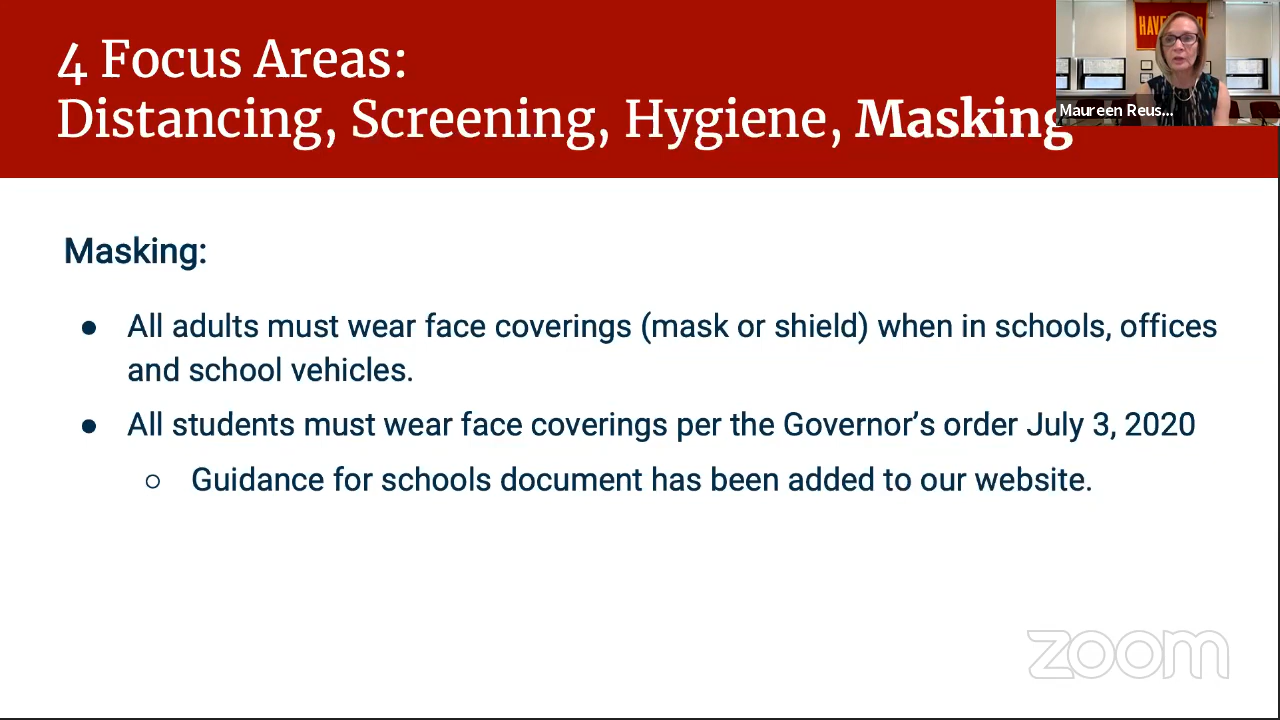 4 Focus Areas:
Distancing, Screening, Hygiene, Masking
Maureen Reus...
Masking:
● All adults must wear face coverings (mask or shield) when in schools, offices
and school vehicles.
● All students must wear face coverings per the Governor’s order July 3, 2020
○ Guidance for schools document has been added to our website.
zoom